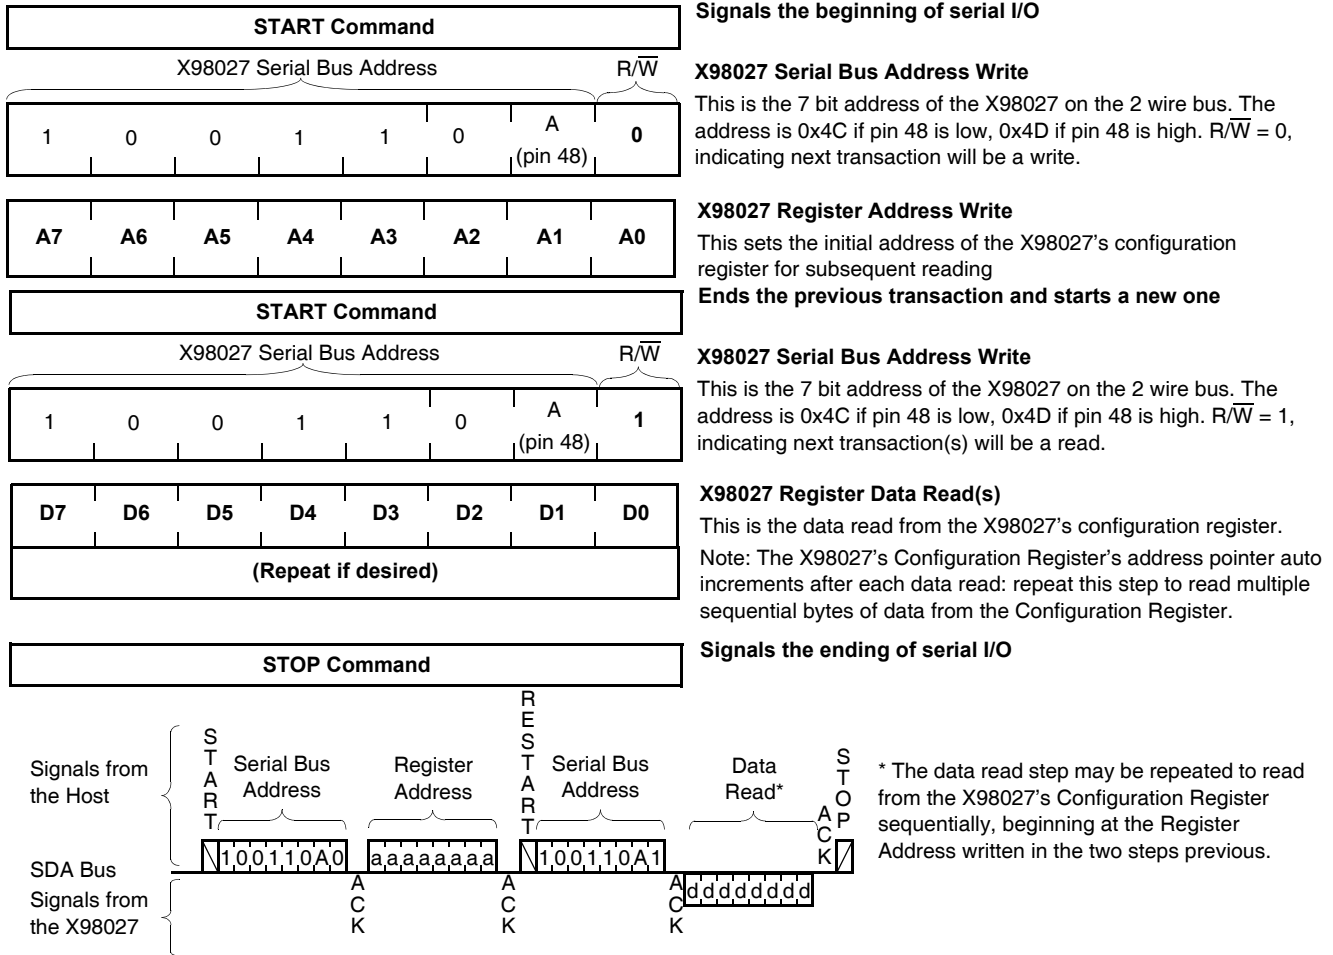 START Command
Signals the beginning of serial I/O
X98027 Serial Bus Address
R/W̅
1 0 0 1 1 0 A (pin 48) 0
X98027 Serial Bus Address Write
This is the 7 bit address of the X98027 on the 2 wire bus. The
address is 0x4C if pin 48 is low, 0x4D if pin 48 is high. R/W̅ = 0,
indicating next transaction will be a write.
A7 A6 A5 A4 A3 A2 A1 A0
X98027 Register Address Write
This sets the initial address of the X98027's configuration
register for subsequent reading
START Command
Ends the previous transaction and starts a new one
X98027 Serial Bus Address
R/W̅
1 0 0 1 1 0 A (pin 48) 1
X98027 Serial Bus Address Write
This is the 7 bit address of the X98027 on the 2 wire bus. The
address is 0x4C if pin 48 is low, 0x4D if pin 48 is high. R/W̅ = 1,
indicating next transaction(s) will be a read.
D7 D6 D5 D4 D3 D2 D1 D0
(Repeat if desired)
X98027 Register Data Read(s)
This is the data read from the X98027's configuration register.
Note: The X98027's Configuration Register's address pointer auto
increments after each data read: repeat this step to read multiple
sequential bytes of data from the Configuration Register.
STOP Command
Signals the ending of serial I/O
Signals from
the Host
START
Serial Bus
Address
Register
Address
RESTART
Serial Bus
Address
Data
Read*
ACK
STOP
* The data read step may be repeated to read
from the X98027's Configuration Register
sequentially, beginning at the Register
Address written in the two steps previous.
SDA Bus
1 0 0 1 1 0 A 0
a a a a a a a a
1 0 0 1 1 0 A 1
Signals from
the X98027
ACK
ACK
ACK
d d d d d d d d